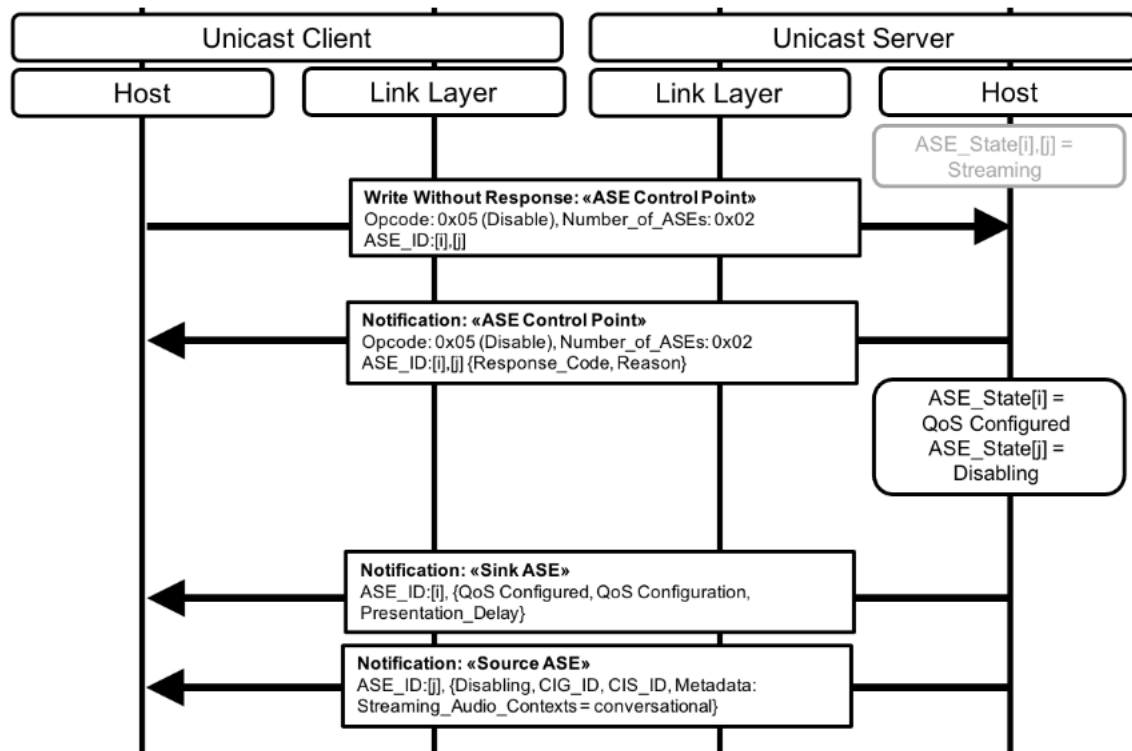 Unicast Client
Unicast Server
Host
Link Layer
Link Layer
Host
ASE_State[i],[j] =
Streaming
Write Without Response: «ASE Control Point»
Opcode: 0x05 (Disable), Number_of_ASEs: 0x02
ASE_ID:[i],[j]
Notification: «ASE Control Point»
Opcode: 0x05 (Disable), Number_of_ASEs: 0x02
ASE_ID:[i],[j] {Response_Code, Reason}
ASE_State[i] =
QoS Configured
ASE_State[j] =
Disabling
Notification: «Sink ASE»
ASE_ID:[i], {QoS Configured, QoS Configuration,
Presentation_Delay}
Notification: «Source ASE»
ASE_ID:[j], {Disabling, CIG_ID, CIS_ID, Metadata:
Streaming_Audio_Contexts = conversational}